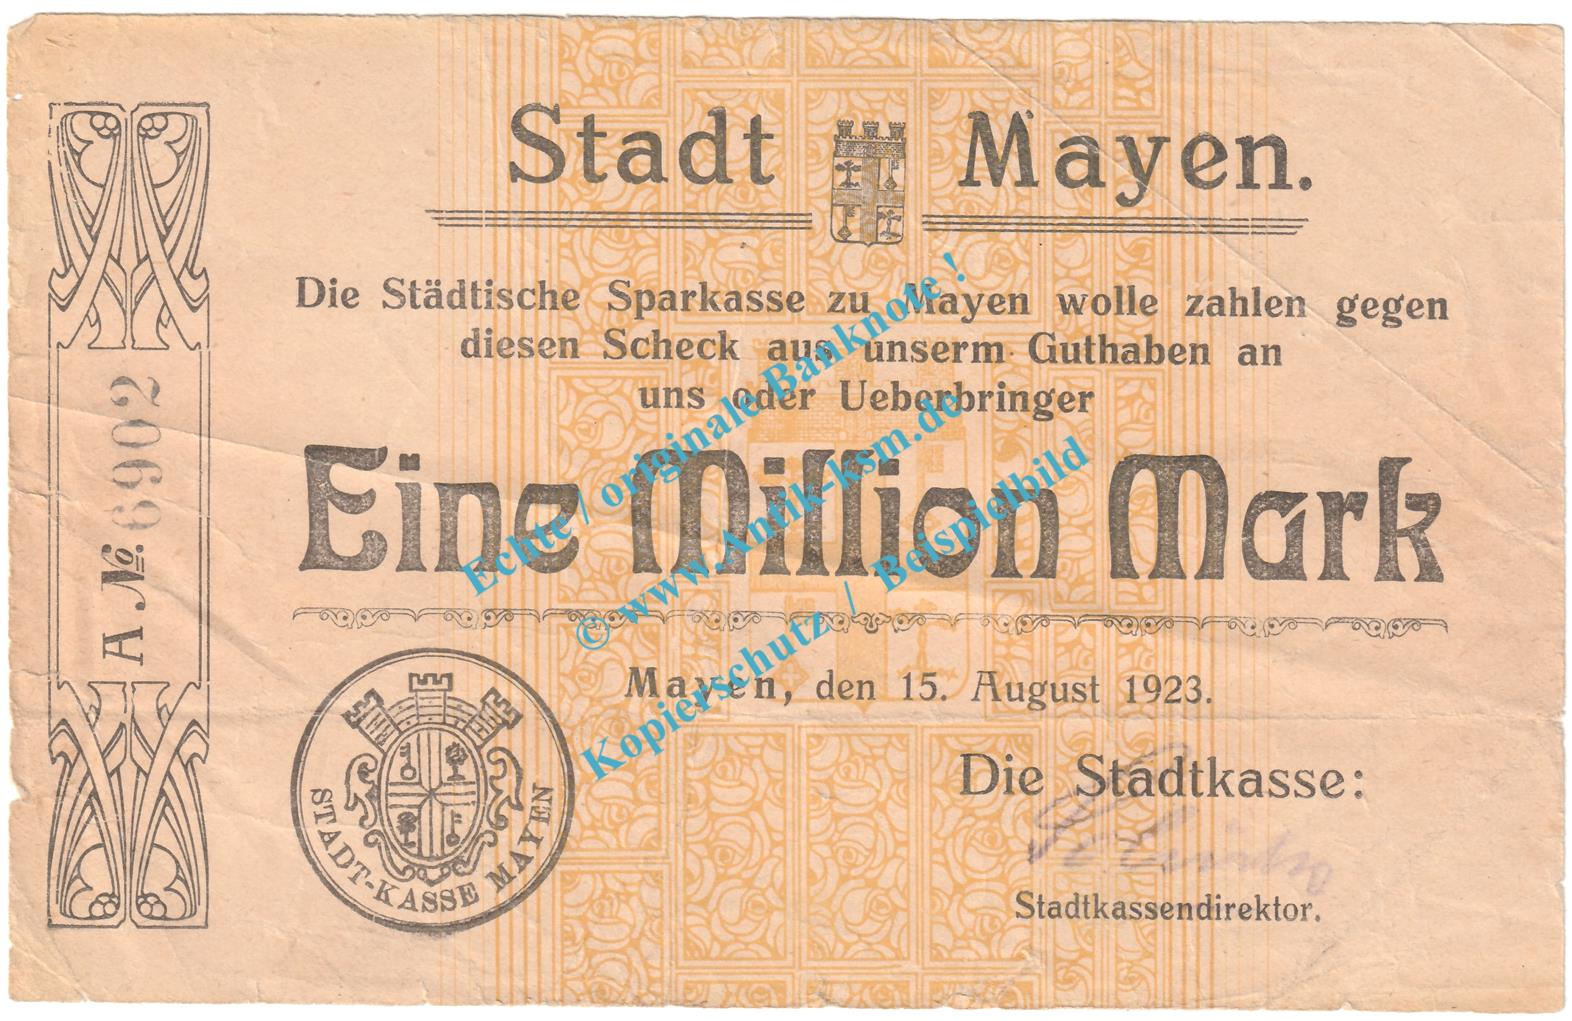 Stadt Mayen.
Die Städtische Sparkasse zu Mayen wolle zahlen gegen
diesen Scheck aus unserm Guthaben an
uns oder Ueberbringer
Eine Million Mark
Mayen, den 15. August 1923.
Die Stadtkasse:
Stadtkassendirektor.
A No. 69902
STADT-KASSE MAYEN
Echte / originale Banknote !
© www.Antik-ksm.de
Kopierschutz / Beispielbild